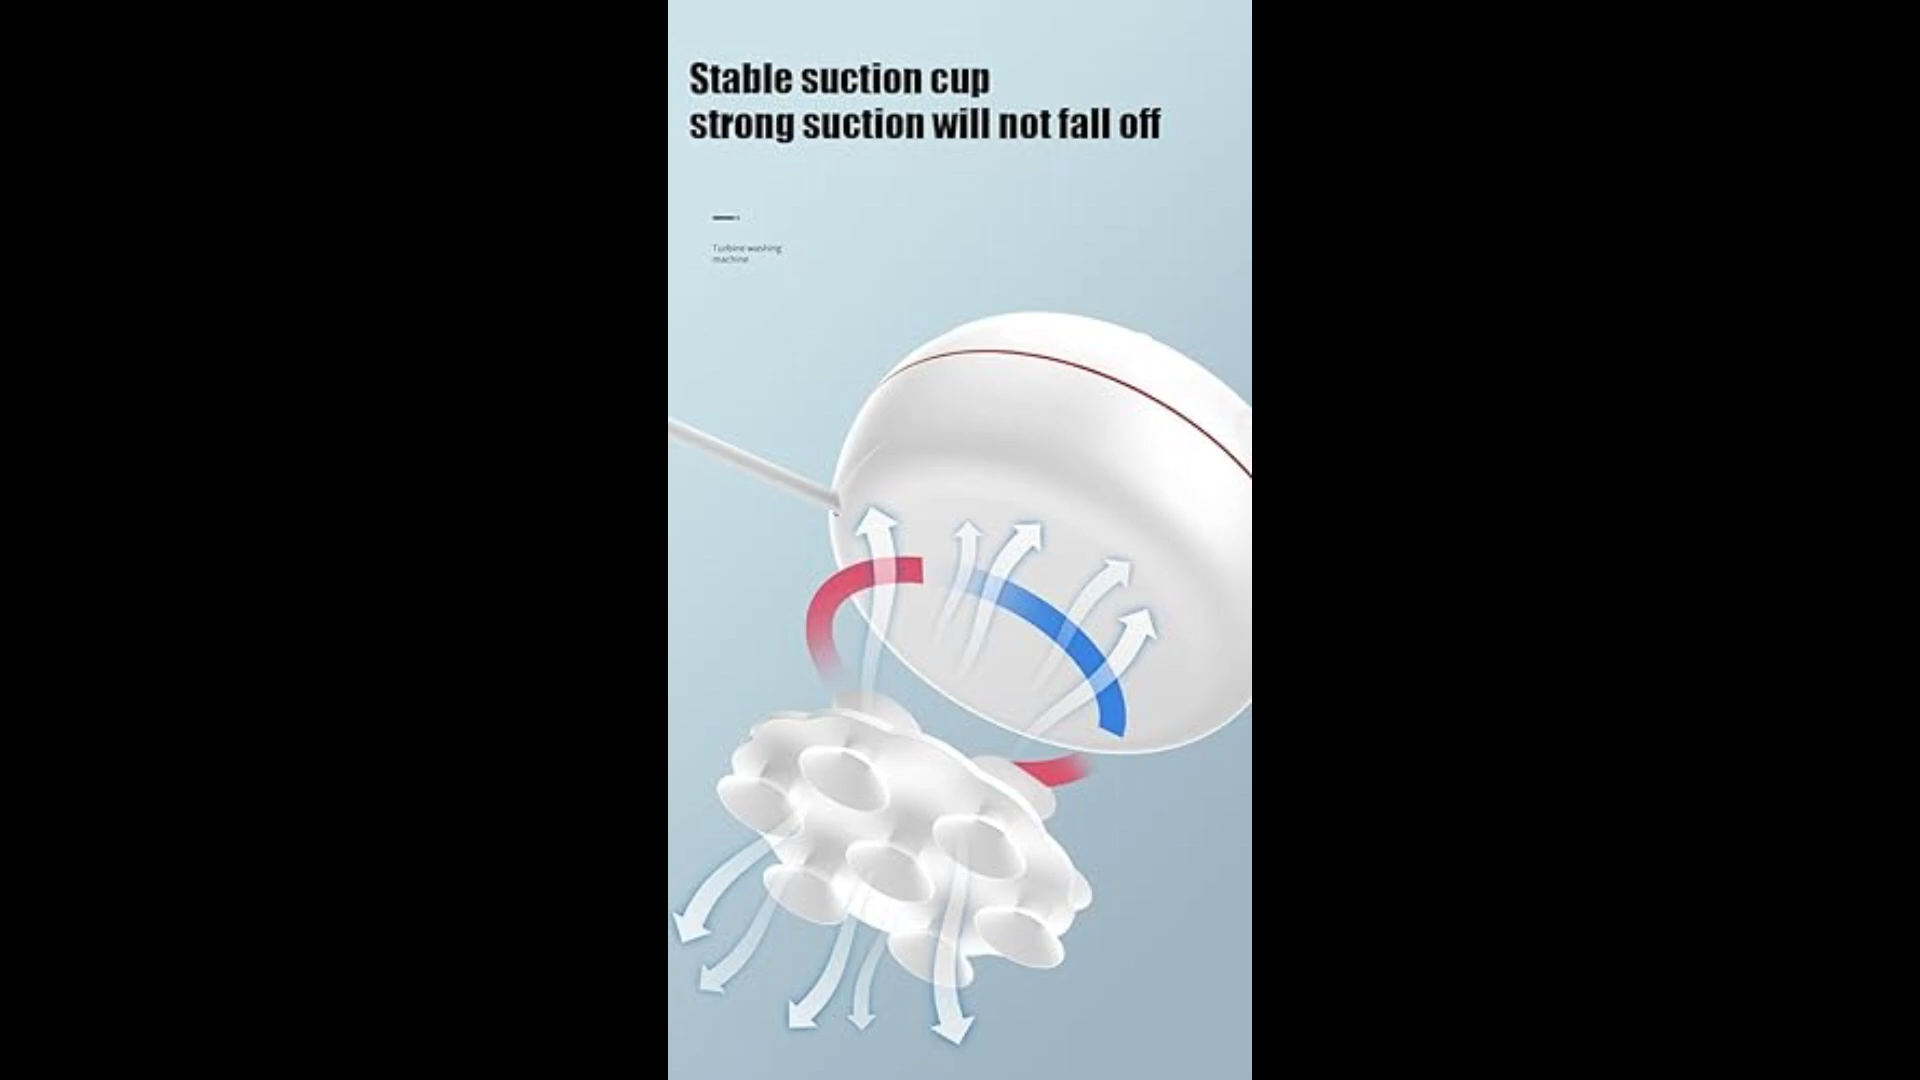 Stable suction cup
strong suction will not fall off
Turbine washing
machine